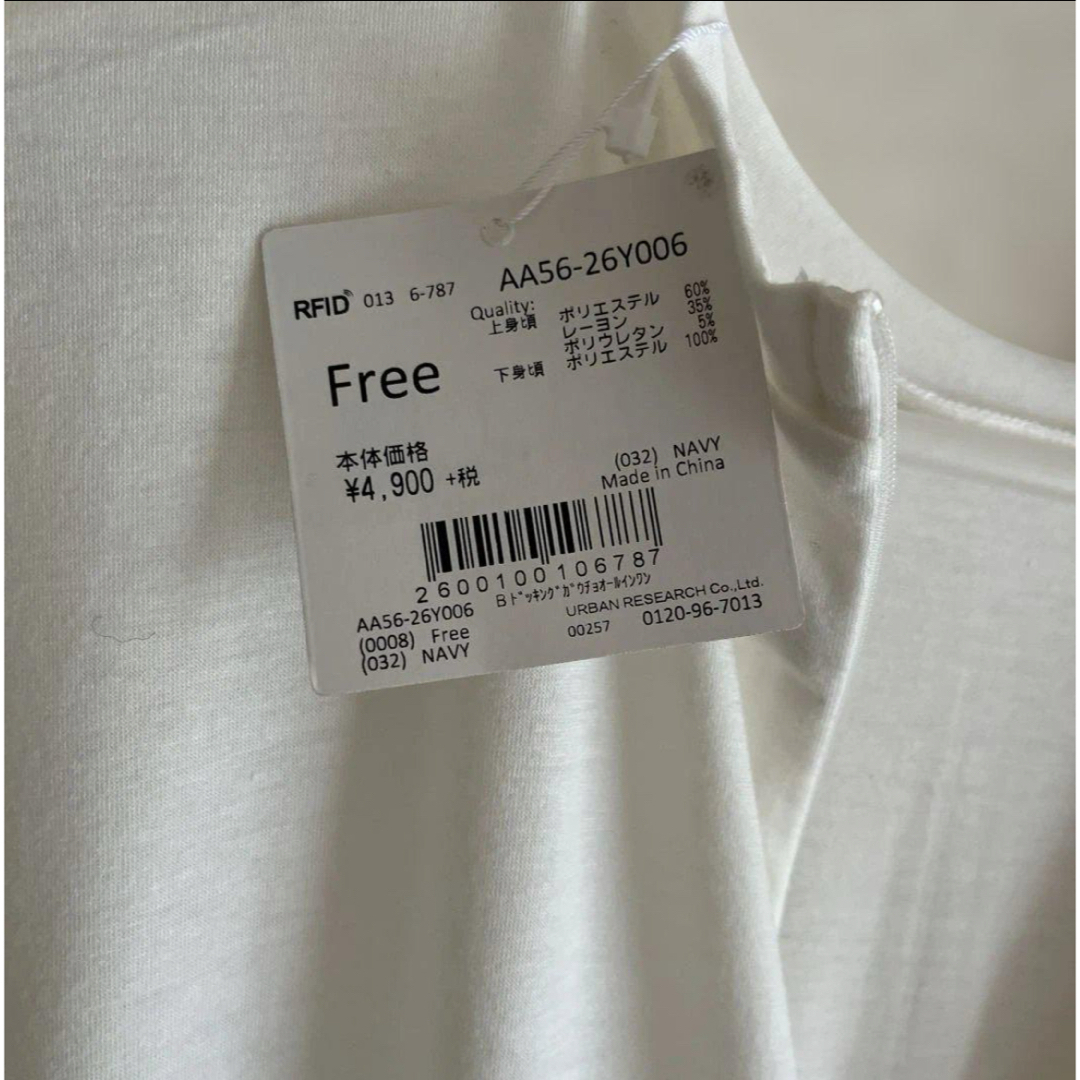 AA56-26Y006
RFID 013 6-787
Quality:
上身頃 ポリエステル 60%
レーヨン 35%
ポリウレタン 5%
下身頃 ポリエステル 100%
Free
本体価格
¥4,900 +税
(032) NAVY
Made in China
2600100106787
Bﾄﾞｯｷﾝｸﾞｶﾞｳﾁｮｵｰﾙｲﾝﾜﾝ
AA56-26Y006
(0008) Free
(032) NAVY
URBAN RESEARCH Co.,Ltd.
00257 0120-96-7013